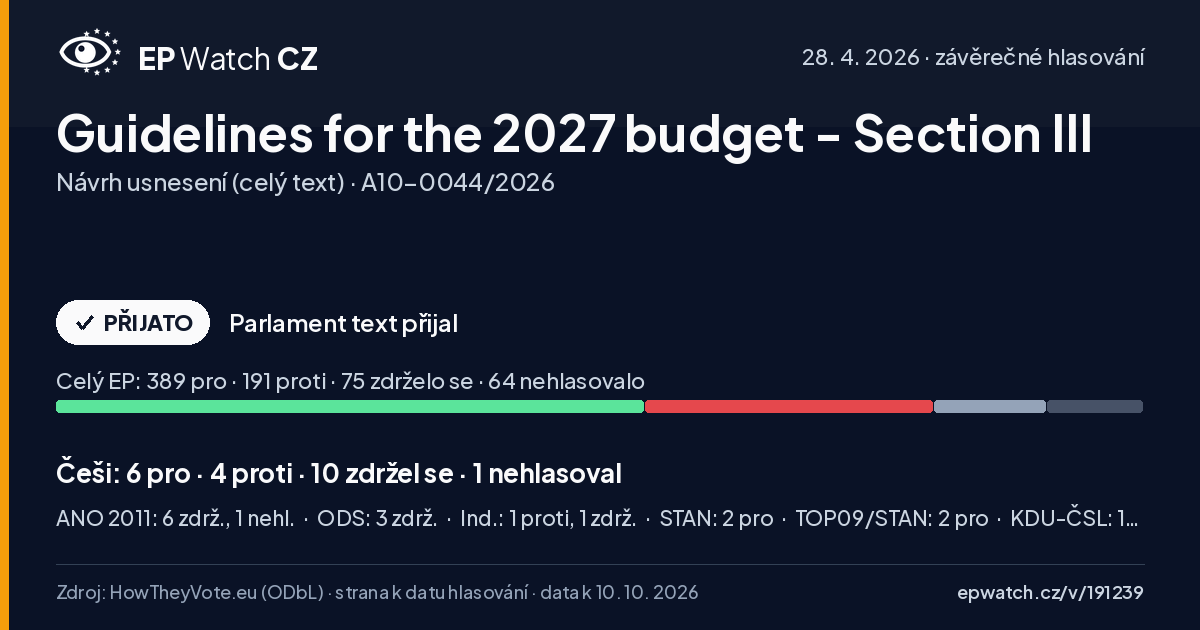 EP Watch CZ
28. 4. 2026 · závěrečné hlasování
Guidelines for the 2027 budget – Section III
Návrh usnesení (celý text) · A10–0044/2026
✓ PŘIJATO
Parlament text přijal
Celý EP: 389 pro · 191 proti · 75 zdrželo se · 64 nehlasovalo
Češi: 6 pro · 4 proti · 10 zdržel se · 1 nehlasoval
ANO 2011: 6 zdrž., 1 nehl. · ODS: 3 zdrž. · Ind.: 1 proti, 1 zdrž. · STAN: 2 pro · TOP09/STAN: 2 pro · KDU-ČSL: 1…
Zdroj: HowTheyVote.eu (ODbL) · strana k datu hlasování · data k 10. 10. 2026
epwatch.cz/v/191239